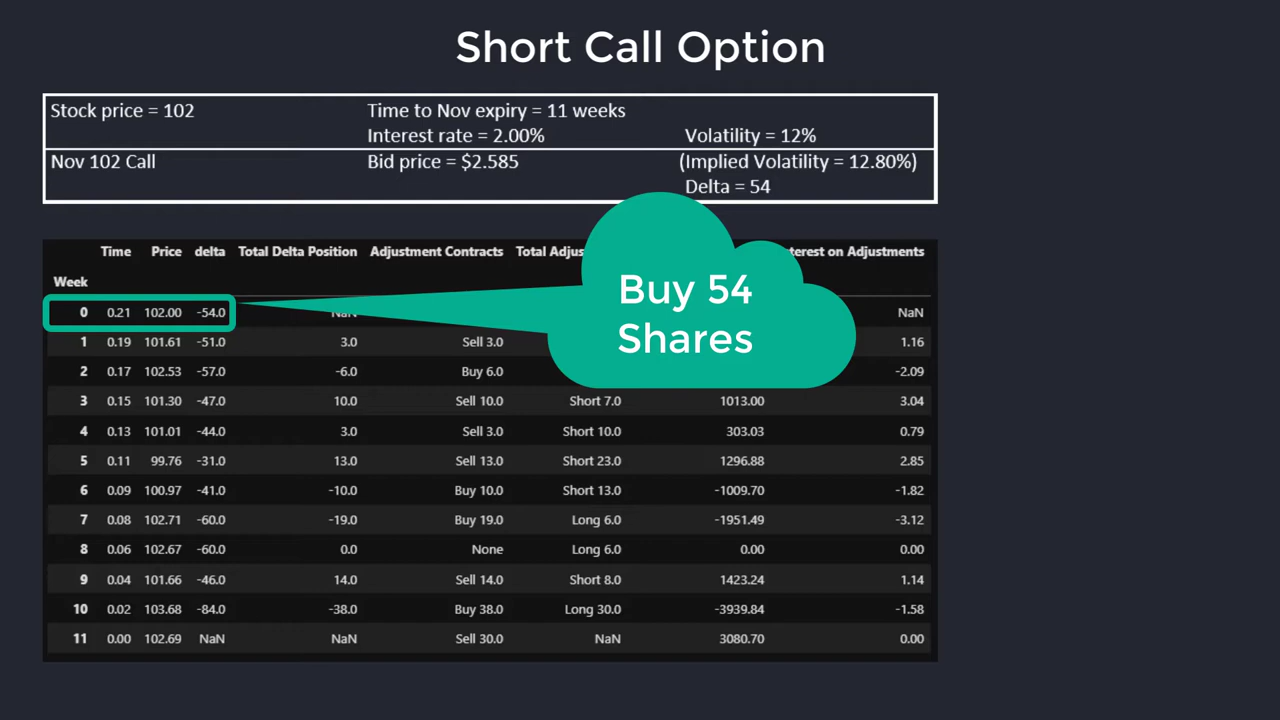 Short Call Option
Stock price = 102 Time to Nov expiry = 11 weeks
Interest rate = 2.00% Volatility = 12%
Nov 102 Call Bid price = $2.585 (Implied Volatility = 12.80%)
Delta = 54
Time Price delta Total Delta Position Adjustment Contracts Total Adjus terest on Adjustments
Week
Buy 54
Shares
0 0.21 102.00 -54.0 NaN NaN
1 0.19 101.61 -51.0 3.0 Sell 3.0 1.16
2 0.17 102.53 -57.0 -6.0 Buy 6.0 -2.09
3 0.15 101.30 -47.0 10.0 Sell 10.0 Short 7.0 1013.00 3.04
4 0.13 101.01 -44.0 3.0 Sell 3.0 Short 10.0 303.03 0.79
5 0.11 99.76 -31.0 13.0 Sell 13.0 Short 23.0 1296.88 2.85
6 0.09 100.97 -41.0 -10.0 Buy 10.0 Short 13.0 -1009.70 -1.82
7 0.08 102.71 -60.0 -19.0 Buy 19.0 Long 6.0 -1951.49 -3.12
8 0.06 102.67 -60.0 0.0 None Long 6.0 0.00 0.00
9 0.04 101.66 -46.0 14.0 Sell 14.0 Short 8.0 1423.24 1.14
10 0.02 103.68 -84.0 -38.0 Buy 38.0 Long 30.0 -3939.84 -1.58
11 0.00 102.69 NaN NaN Sell 30.0 NaN 3080.70 0.00